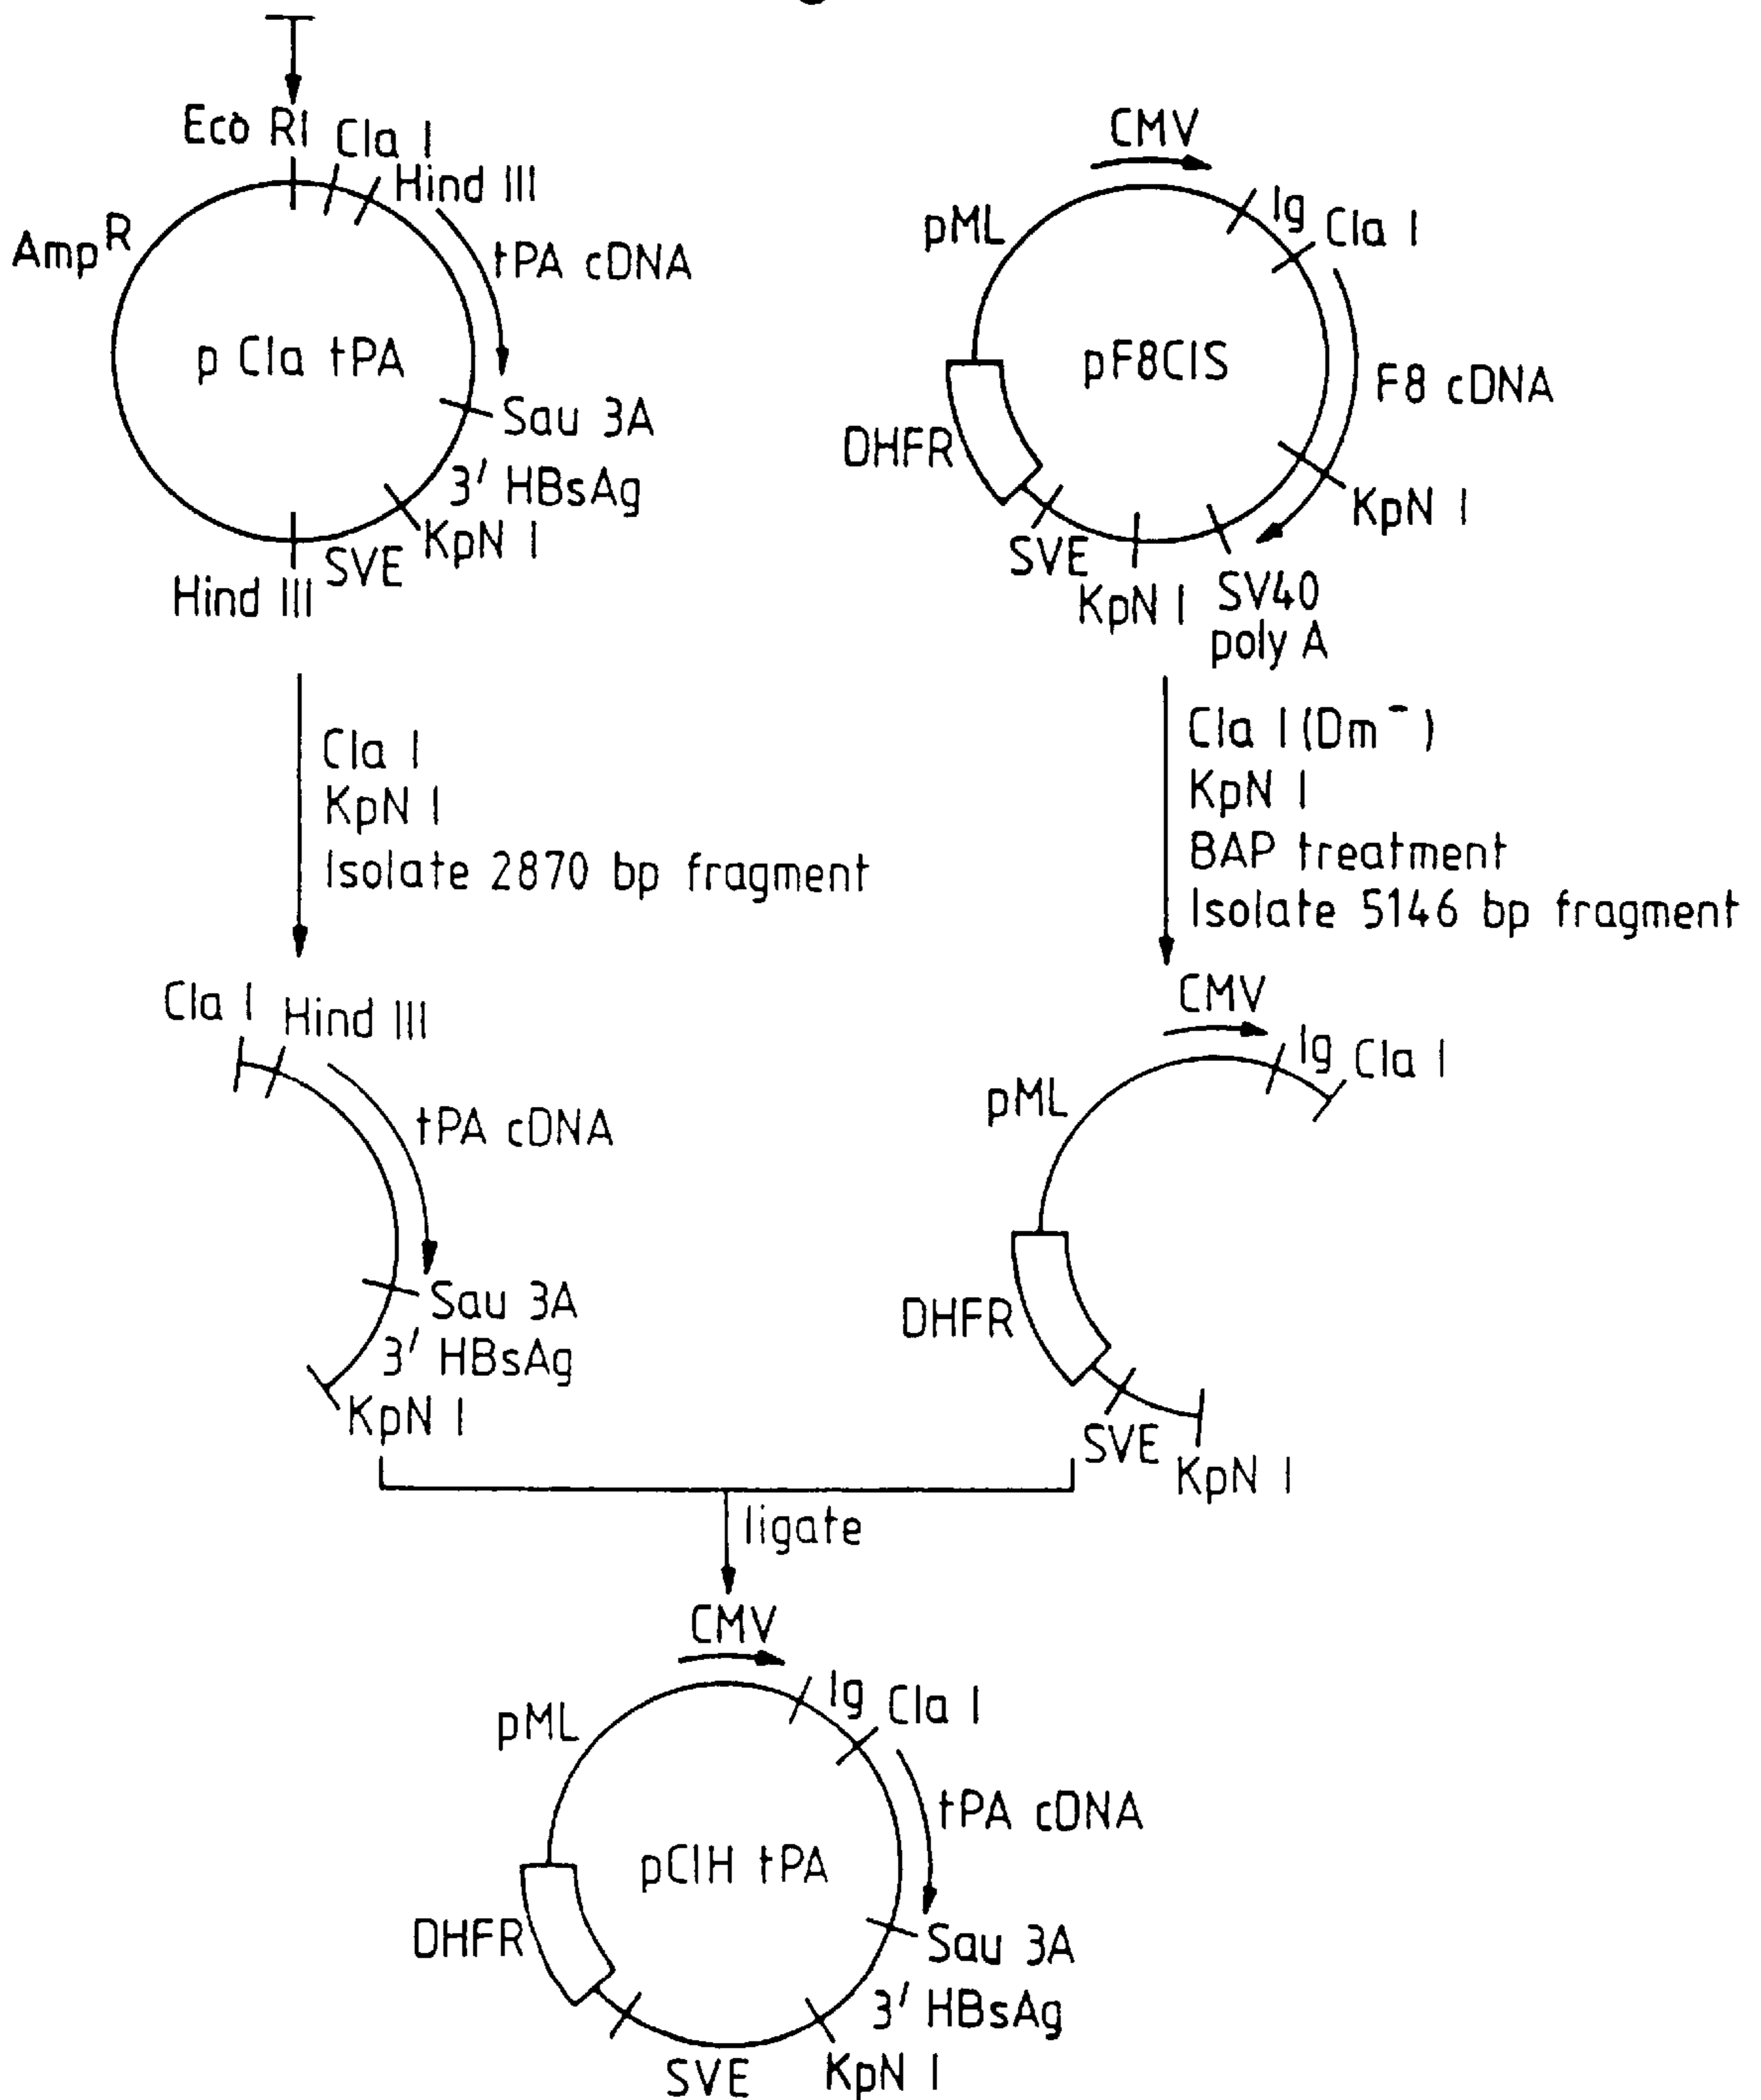 Eco RI
Cla I
Hind III
Amp R
tPA cDNA
p Cla tPA
Sau 3A
3' HBsAg
KpN I
SVE
Hind III
CMV
Ig
Cla I
pML
pF8CIS
F8 cDNA
DHFR
KpN I
SVE
KpN I
SV40
poly A
Cla I
KpN I
Isolate 2870 bp fragment
Cla I (Dm⁻)
KpN I
BAP treatment
Isolate 5146 bp fragment
Cla I
Hind III
tPA cDNA
Sau 3A
3' HBsAg
KpN I
CMV
Ig
Cla I
pML
DHFR
SVE
KpN I
ligate
CMV
Ig
Cla I
pML
tPA cDNA
pCIH tPA
DHFR
Sau 3A
3' HBsAg
SVE
KpN I